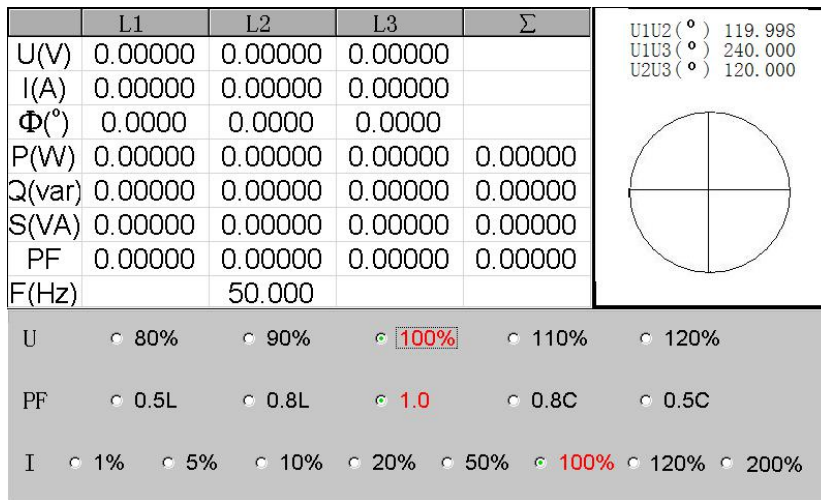 L1 L2 L3 Σ
U(V) 0.00000 0.00000 0.00000
I(A) 0.00000 0.00000 0.00000
Φ(°) 0.0000 0.0000 0.0000
P(W) 0.00000 0.00000 0.00000 0.00000
Q(var) 0.00000 0.00000 0.00000 0.00000
S(VA) 0.00000 0.00000 0.00000 0.00000
PF 0.00000 0.00000 0.00000 0.00000
F(Hz) 50.000
U1U2(°) 119.998
U1U3(°) 240.000
U2U3(°) 120.000
U 80% 90% 100% 110% 120%
PF 0.5L 0.8L 1.0 0.8C 0.5C
I 1% 5% 10% 20% 50% 100% 120% 200%